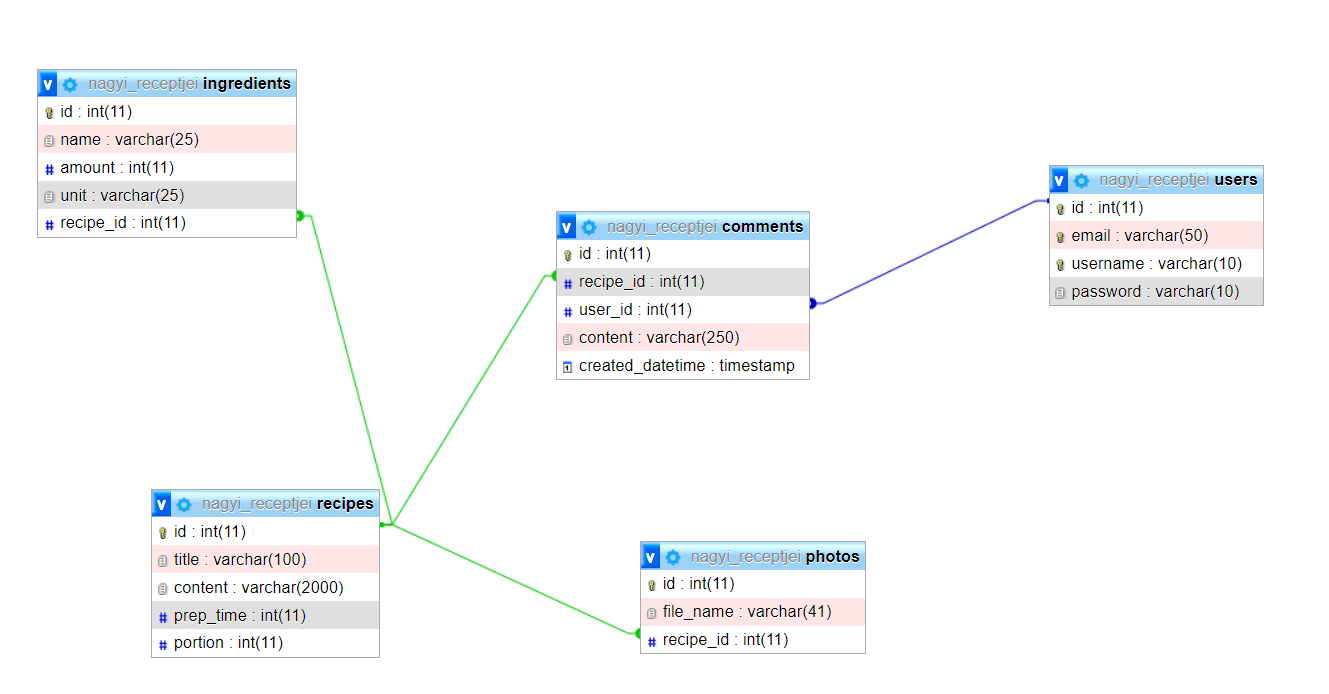 v nagyi_receptjei ingredients
id : int(11)
name : varchar(25)
# amount : int(11)
unit : varchar(25)
# recipe_id : int(11)
v nagyi_receptjei users
id : int(11)
email : varchar(50)
username : varchar(10)
password : varchar(10)
v nagyi_receptjei comments
id : int(11)
# recipe_id : int(11)
# user_id : int(11)
content : varchar(250)
created_datetime : timestamp
v nagyi_receptjei recipes
id : int(11)
title : varchar(100)
content : varchar(2000)
# prep_time : int(11)
# portion : int(11)
v nagyi_receptjei photos
id : int(11)
file_name : varchar(41)
# recipe_id : int(11)